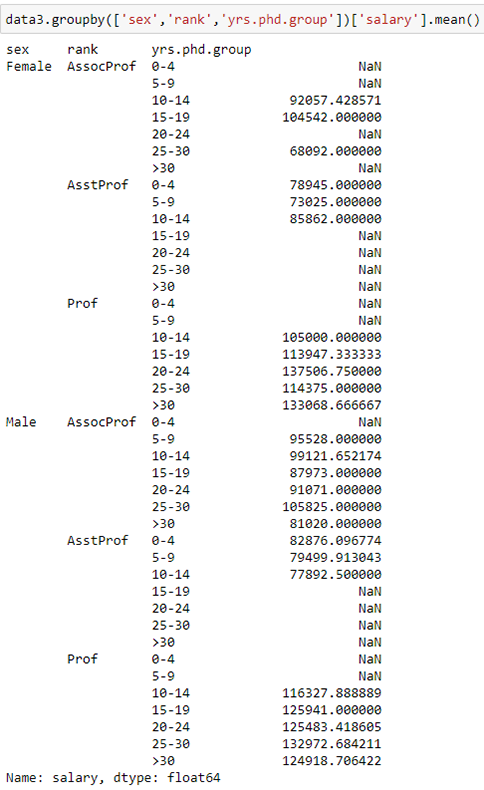 data3.groupby(['sex','rank','yrs.phd.group'])['salary'].mean()
sex     rank       yrs.phd.group
Female  AssocProf  0-4                        NaN
                   5-9                        NaN
                   10-14             92057.428571
                   15-19            104542.000000
                   20-24                      NaN
                   25-30             68092.000000
                   >30                        NaN
        AsstProf   0-4               78945.000000
                   5-9               73025.000000
                   10-14             85862.000000
                   15-19                      NaN
                   20-24                      NaN
                   25-30                      NaN
                   >30                        NaN
        Prof       0-4                        NaN
                   5-9                        NaN
                   10-14            105000.000000
                   15-19            113947.333333
                   20-24            137506.750000
                   25-30            114375.000000
                   >30              133068.666667
Male    AssocProf  0-4                        NaN
                   5-9               95528.000000
                   10-14             99121.652174
                   15-19             87973.000000
                   20-24             91071.000000
                   25-30            105825.000000
                   >30               81020.000000
        AsstProf   0-4               82876.096774
                   5-9               79499.913043
                   10-14             77892.500000
                   15-19                      NaN
                   20-24                      NaN
                   25-30                      NaN
                   >30                        NaN
        Prof       0-4                        NaN
                   5-9                        NaN
                   10-14            116327.888889
                   15-19            125941.000000
                   20-24            125483.418605
                   25-30            132972.684211
                   >30              124918.706422
Name: salary, dtype: float64